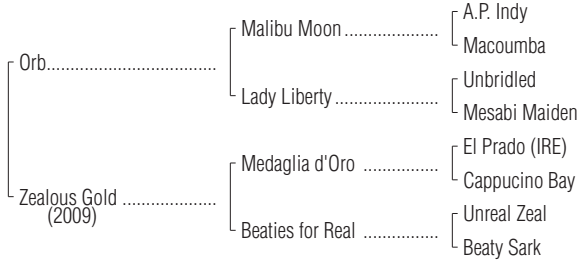 A.P. Indy
Malibu Moon ....................
Macoumba
Orb....................................
Unbridled
Lady Liberty ......................
Mesabi Maiden
El Prado (IRE)
Medaglia d'Oro ................
Cappucino Bay
Zealous Gold ....................
(2009)
Unreal Zeal
Beaties for Real ................
Beaty Sark